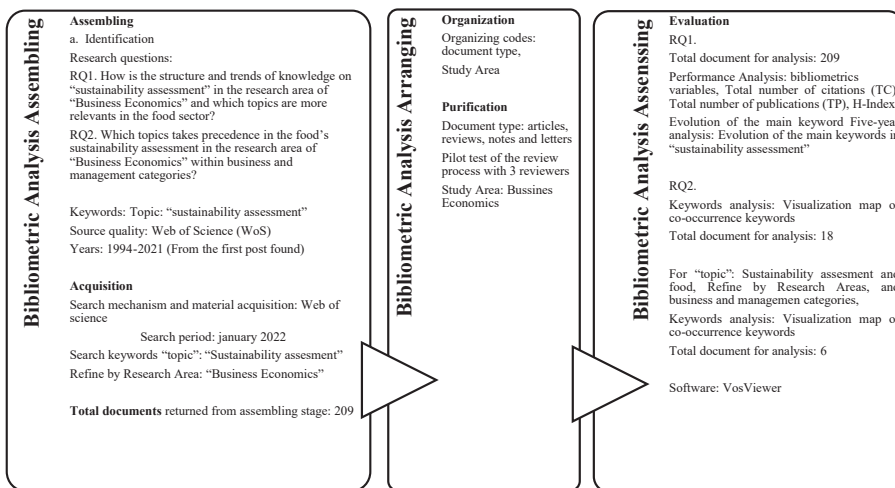 Bibliometric Analysis Assembling
Assembling
a. Identification
Research questions:
RQ1. How is the structure and trends of knowledge on
“sustainability assessment” in the research area of
“Business Economics” and which topics are more
relevants in the food sector?
RQ2. Which topics takes precedence in the food’s
sustainability assessment in the research area of
“Business Economics” within business and
management categories?
Keywords: Topic: “sustainability assessment”
Source quality: Web of Science (WoS)
Years: 1994-2021 (From the first post found)
Acquisition
Search mechanism and material acquisition: Web of
science
Search period: january 2022
Search keywords “topic”: “Sustainability assesment”
Refine by Research Area: “Business Economics”
Total documents returned from assembling stage: 209
Bibliometric Analysis Arranging
Organization
Organizing codes:
document type,
Study Area
Purification
Document type: articles,
reviews, notes and letters
Pilot test of the review
process with 3 reviewers
Study Area: Bussines
Economics
Bibliometric Analysis Assenssing
Evaluation
RQ1.
Total document for analysis: 209
Performance Analysis: bibliometrics
variables, Total number of citations (TC)
Total number of publications (TP), H-Index
Evolution of the main keyword Five-year
analysis: Evolution of the main keywords in
“sustainability assessment”
RQ2.
Keywords analysis: Visualization map o
co-occurrence keywords
Total document for analysis: 18
For “topic”: Sustainability assesment and
food, Refine by Research Areas, and
business and managemen categories,
Keywords analysis: Visualization map o
co-occurrence keywords
Total document for analysis: 6
Software: VosViewer